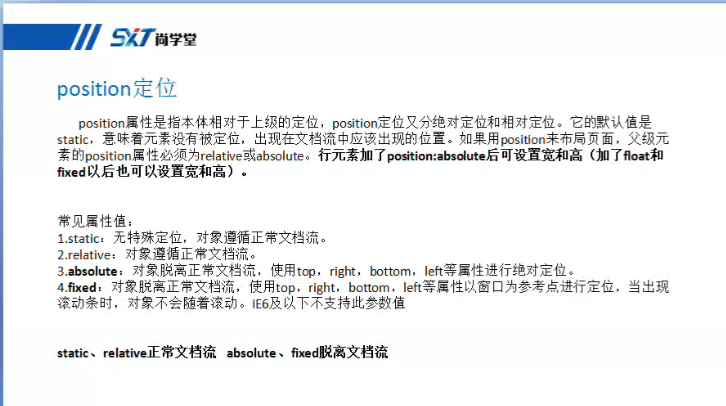 SXT尚学堂
position定位
position属性是指本体相对于上级的定位，position定位又分绝对定位和相对定位。它的默认值是
static，意味着元素没有被定位，出现在文档流中应该出现的位置。如果用position来布局页面，父级元
素的position属性必须为relative或absolute。行元素加了position:absolute后可设置宽和高（加了float和
fixed以后也可以设置宽和高）。
常见属性值：
1.static：无特殊定位，对象遵循正常文档流。
2.relative：对象遵循正常文档流。
3.absolute：对象脱离正常文档流，使用top，right，bottom，left等属性进行绝对定位。
4.fixed：对象脱离正常文档流，使用top，right，bottom，left等属性以窗口为参考点进行定位，当出现
滚动条时，对象不会随着滚动。IE6及以下不支持此参数值
static、relative正常文档流 absolute、fixed脱离文档流